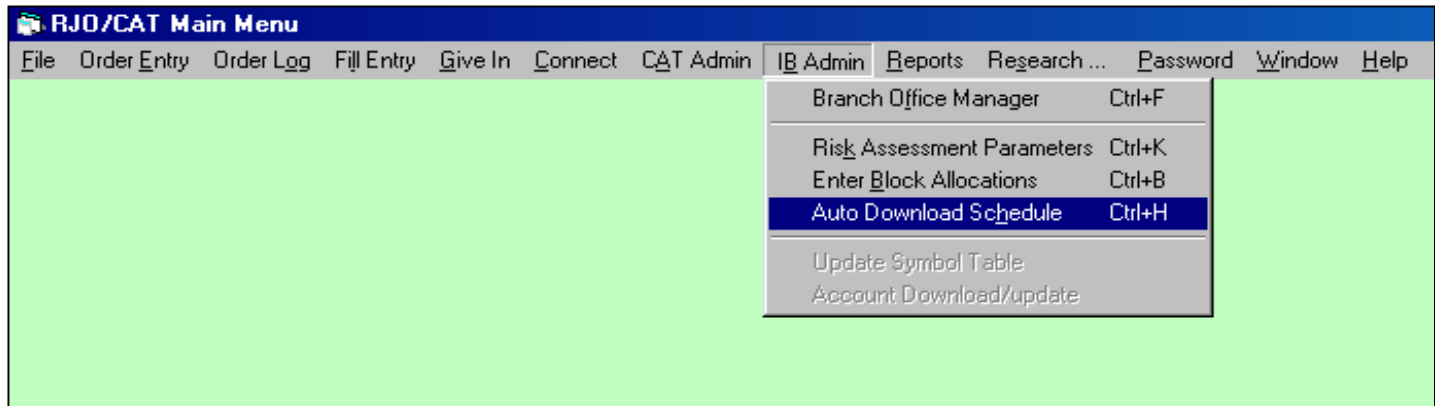 RJO/CAT Main Menu
File Order Entry Order Log Fill Entry Give In Connect CAT Admin IB Admin Reports Research ... Password Window Help
Branch Office Manager Ctrl+F
Risk Assessment Parameters Ctrl+K
Enter Block Allocations Ctrl+B
Auto Download Schedule Ctrl+H
Update Symbol Table
Account Download/update